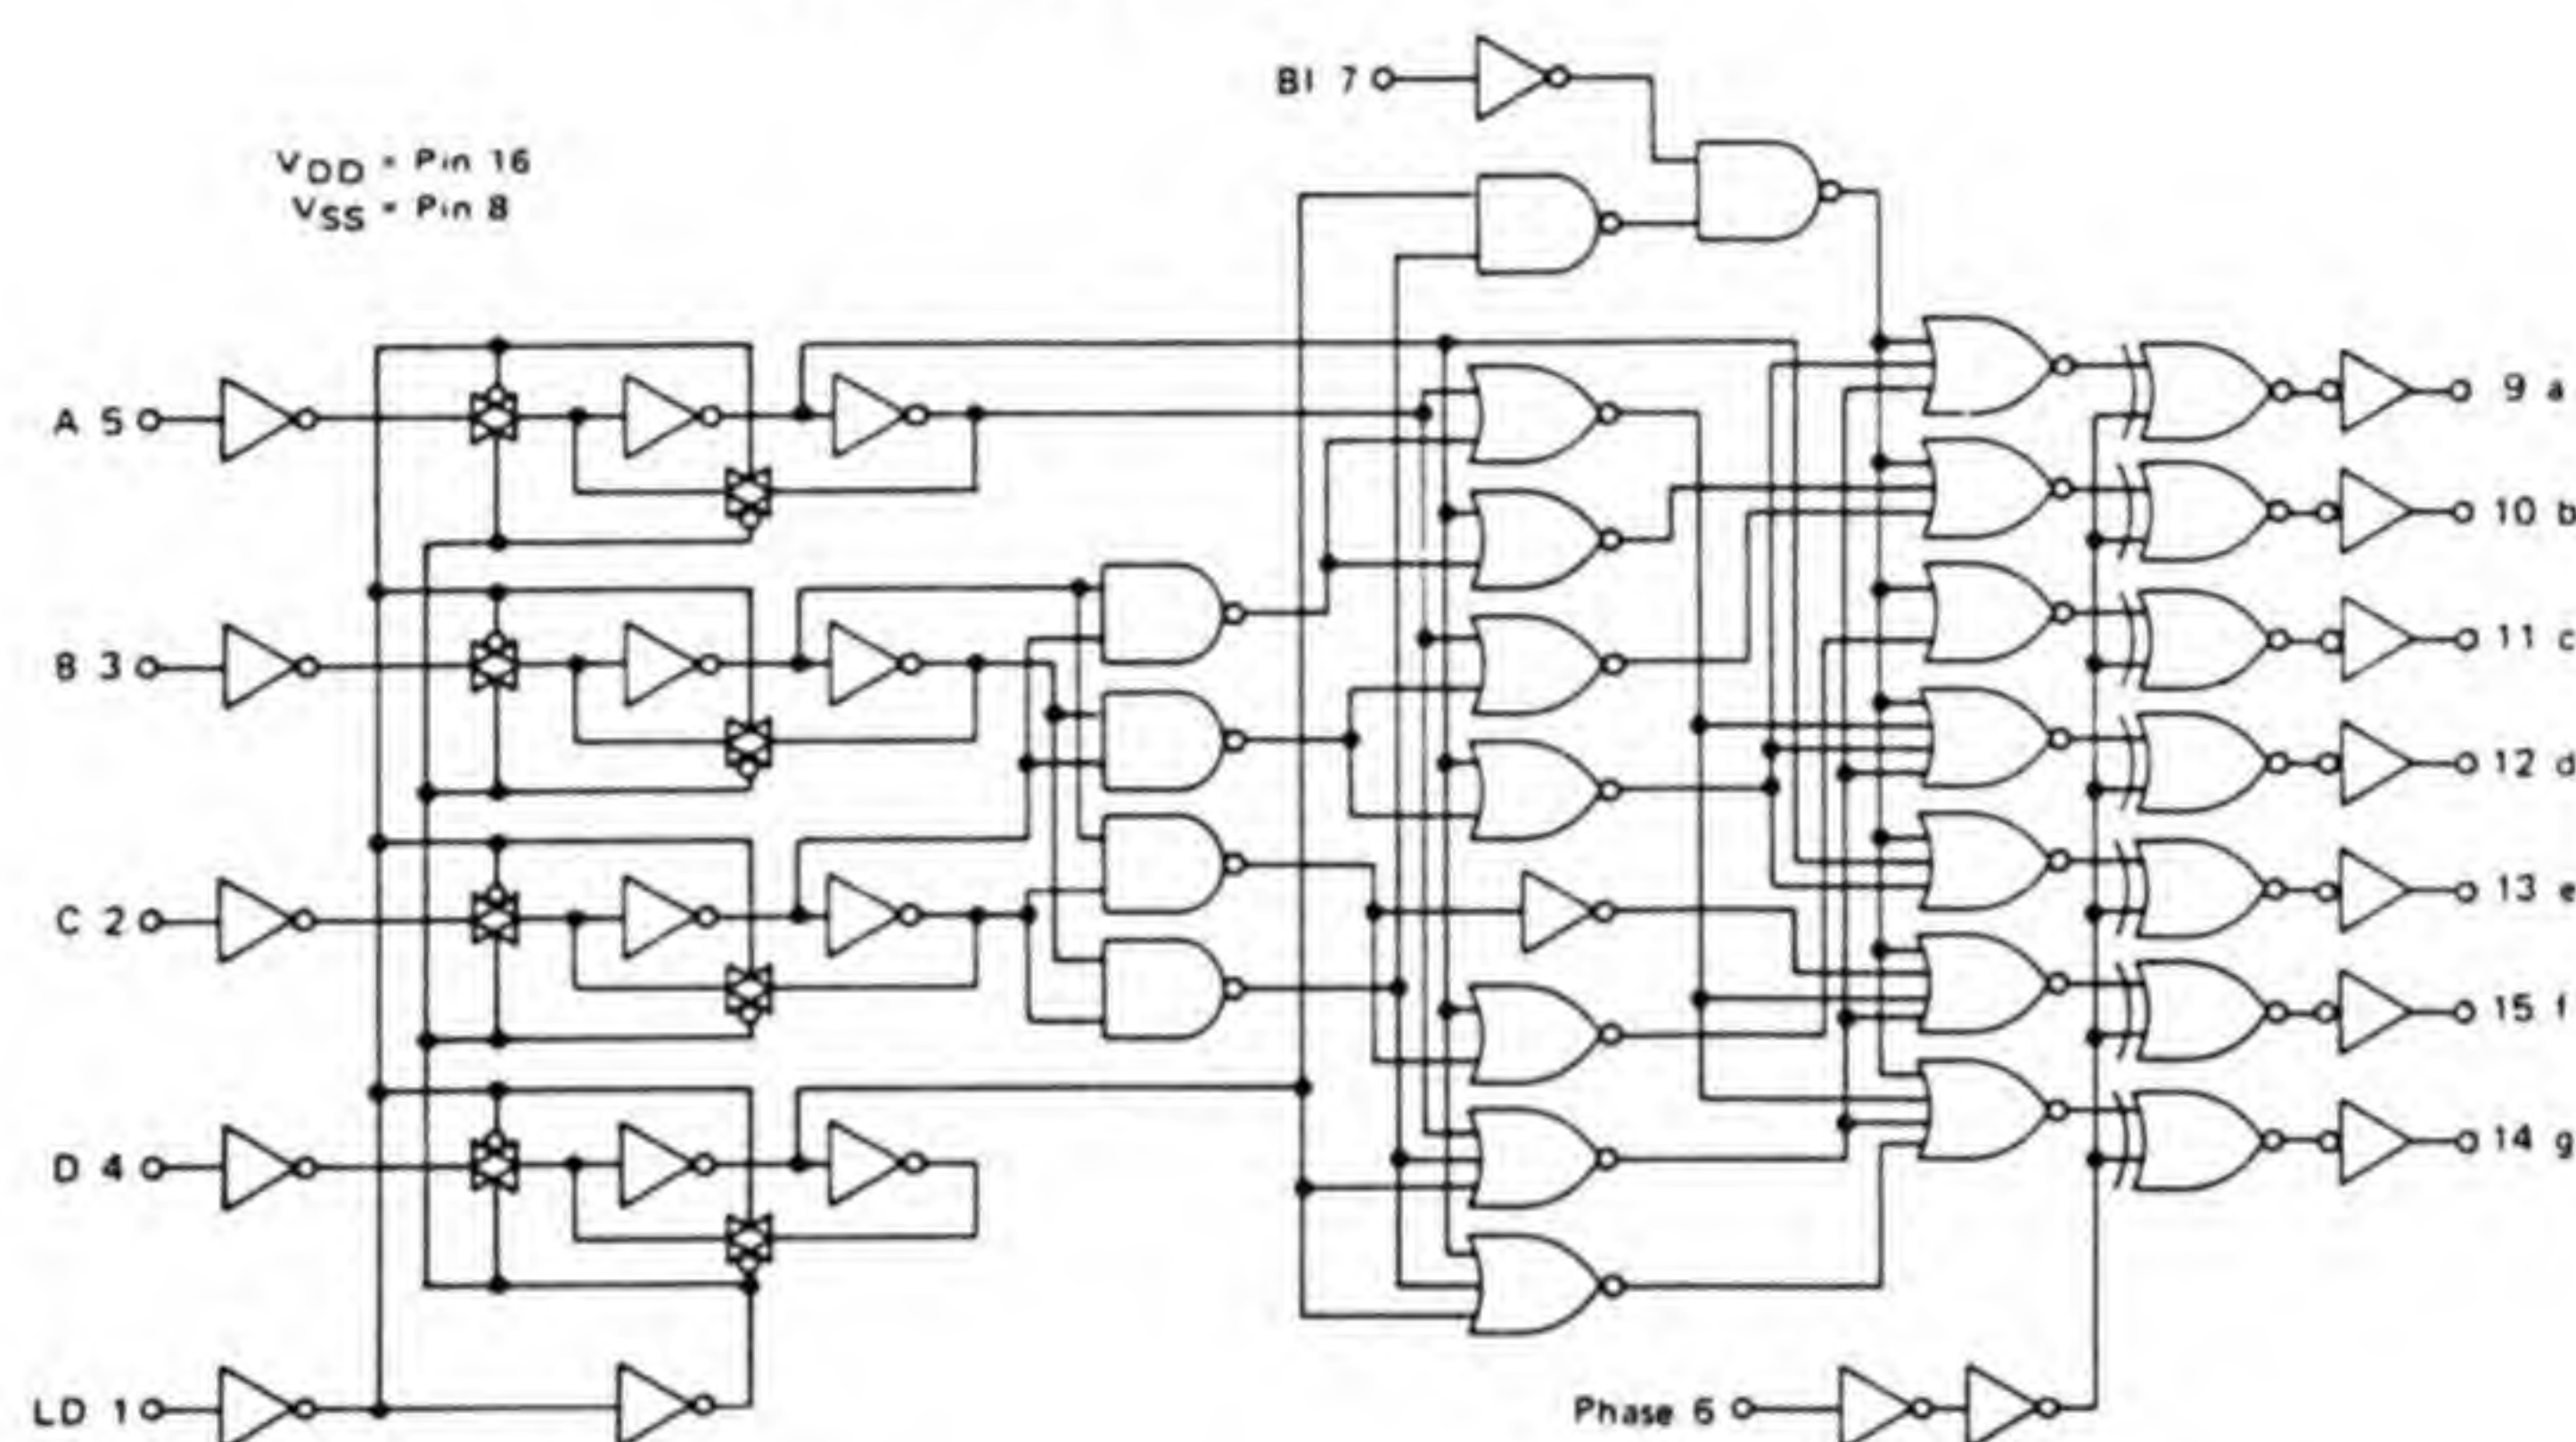 BI 7
VDD = Pin 16
VSS = Pin 8
A 5
9 a
10 b
B 3
11 c
12 d
C 2
13 e
15 f
D 4
14 g
LD 1
Phase 6